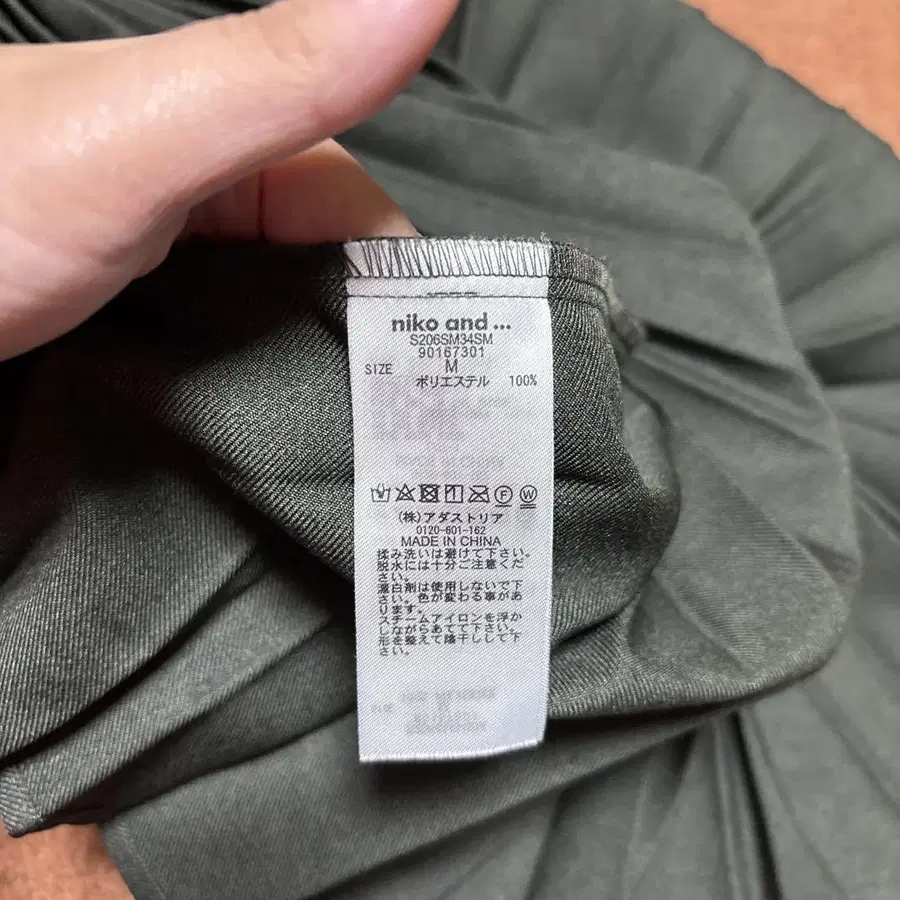 niko and ...
S206SM34SM
90167301
SIZE M
ポリエステル 100%
(株)アダストリア
0120-601-162
MADE IN CHINA
揉み洗いは避けて下さい。
脱水には十分ご注意くださ
い。
漂白剤は使用しないで下
さい。色が変わる事があ
ります。
スチームアイロンを浮か
しながらあてて下さい。
形を整えて陰干しして下
さい。